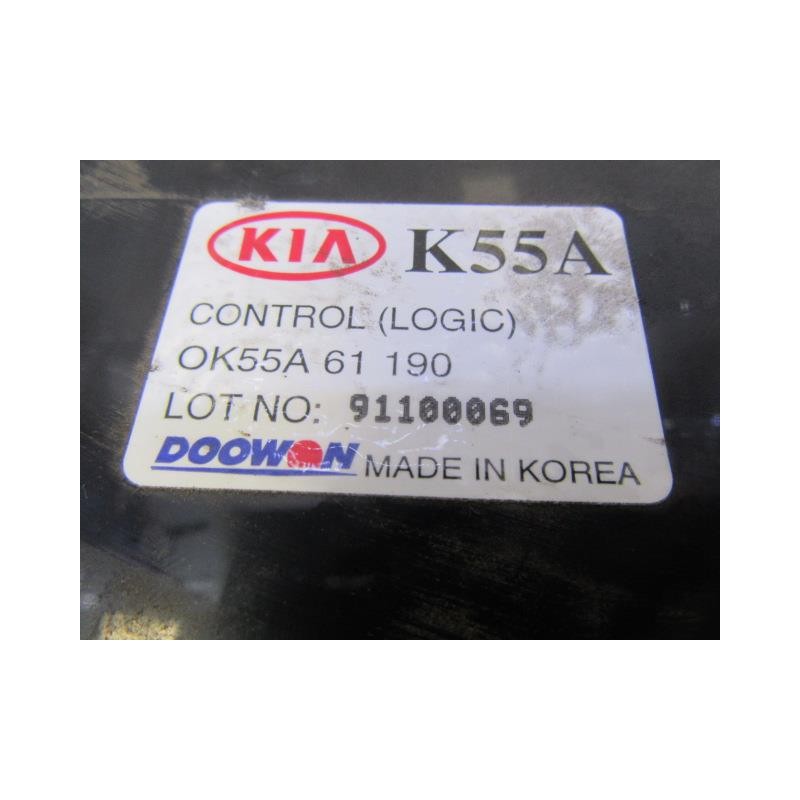 KIA K55A
CONTROL (LOGIC)
OK55A 61 190
LOT NO: 91100069
DOOWON MADE IN KOREA